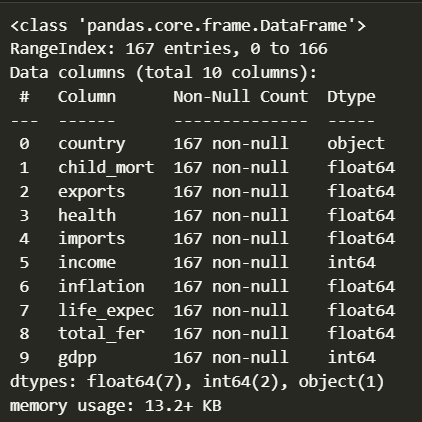 <class 'pandas.core.frame.DataFrame'>
RangeIndex: 167 entries, 0 to 166
Data columns (total 10 columns):
 #   Column      Non-Null Count  Dtype
---  ------      --------------  -----
 0   country     167 non-null    object
 1   child_mort  167 non-null    float64
 2   exports     167 non-null    float64
 3   health      167 non-null    float64
 4   imports     167 non-null    float64
 5   income      167 non-null    int64
 6   inflation   167 non-null    float64
 7   life_expec  167 non-null    float64
 8   total_fer   167 non-null    float64
 9   gdpp        167 non-null    int64
dtypes: float64(7), int64(2), object(1)
memory usage: 13.2+ KB